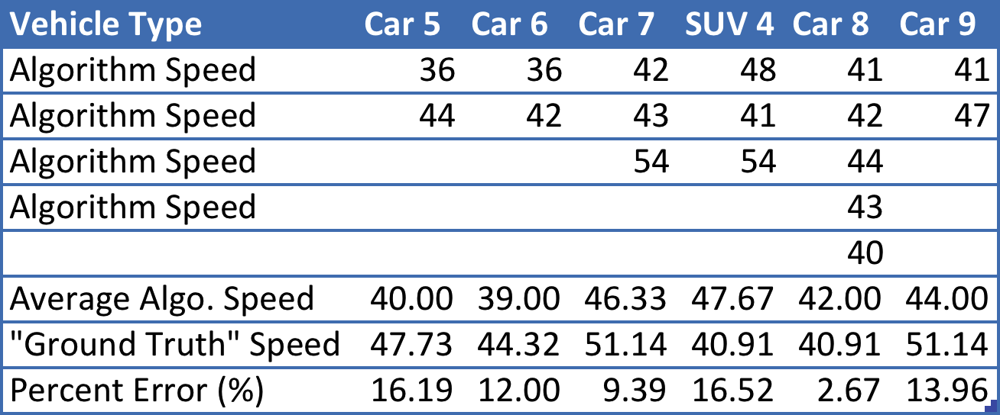 Vehicle Type Car 5 Car 6 Car 7 SUV 4 Car 8 Car 9
Algorithm Speed 36 36 42 48 41 41
Algorithm Speed 44 42 43 41 42 47
Algorithm Speed 54 54 44
Algorithm Speed 43
40
Average Algo. Speed 40.00 39.00 46.33 47.67 42.00 44.00
"Ground Truth" Speed 47.73 44.32 51.14 40.91 40.91 51.14
Percent Error (%) 16.19 12.00 9.39 16.52 2.67 13.96